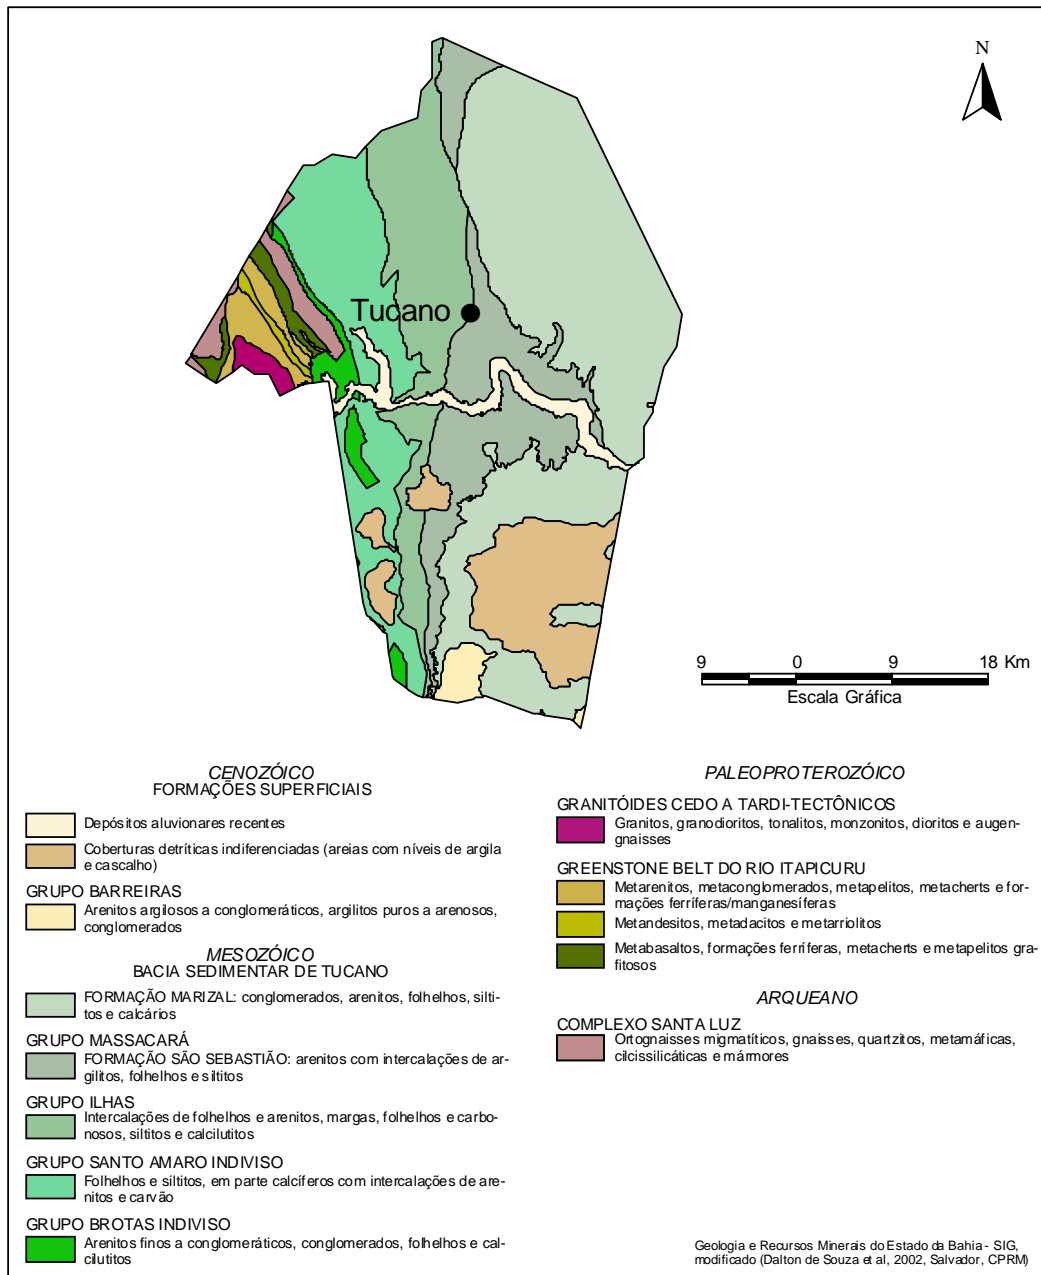 N
Tucano
9 0 9 18 Km
Escala Gráfica
CENOZÓICO
FORMAÇÕES SUPERFICIAIS
Depósitos aluvionares recentes
Coberturas detríticas indiferenciadas (areias com níveis de argila
e cascalho)
GRUPO BARREIRAS
Arenitos argilosos a conglomeráticos, argilitos puros a arenosos,
conglomerados
MESOZÓICO
BACIA SEDIMENTAR DE TUCANO
FORMAÇÃO MARIZAL: conglomerados, arenitos, folhelhos, silti-
tos e calcários
GRUPO MASSACARÁ
FORMAÇÃO SÃO SEBASTIÃO: arenitos com intercalações de ar-
gilitos, folhelhos e siltitos
GRUPO ILHAS
Intercalações de folhelhos e arenitos, margas, folhelhos e carbo-
nosos, siltitos e calcilutitos
GRUPO SANTO AMARO INDIVISO
Folhelhos e siltitos, em parte calcíferos com intercalações de are-
nitos e carvão
GRUPO BROTAS INDIVISO
Arenitos finos a conglomeráticos, conglomerados, folhelhos e cal-
cilutitos
PALEOPROTEROZÓICO
GRANITÓIDES CEDO A TARDI-TECTÔNICOS
Granitos, granodioritos, tonalitos, monzonitos, dioritos e augen-
gnaisses
GREENSTONE BELT DO RIO ITAPICURU
Metarenitos, metaconglomerados, metapelitos, metacherts e for-
mações ferríferas/manganesíferas
Metandesitos, metadacitos e metarriolitos
Metabasaltos, formações ferríferas, metacherts e metapelitos gra-
fitosos
ARQUEANO
COMPLEXO SANTA LUZ
Ortognaisses migmatíticos, gnaisses, quartzitos, metamáficas,
cilcissilicáticas e mármores
Geologia e Recursos Minerais do Estado da Bahia - SIG,
modificado (Dalton de Souza et al, 2002, Salvador, CPRM)